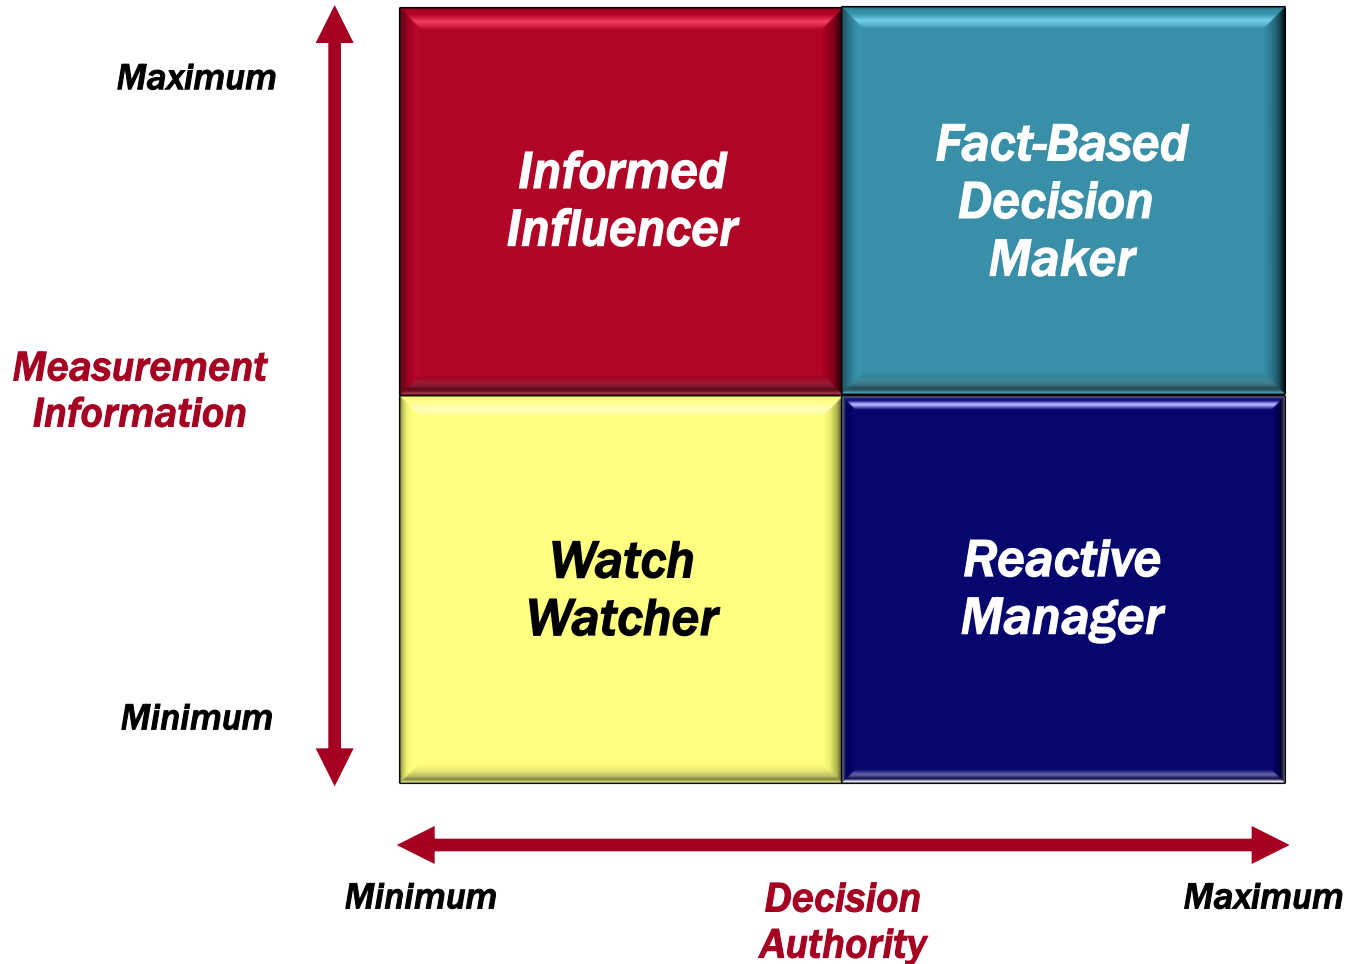 Maximum
Informed
Influencer
Fact-Based
Decision
Maker
Measurement
Information
Watch
Watcher
Reactive
Manager
Minimum
Minimum
Decision
Authority
Maximum